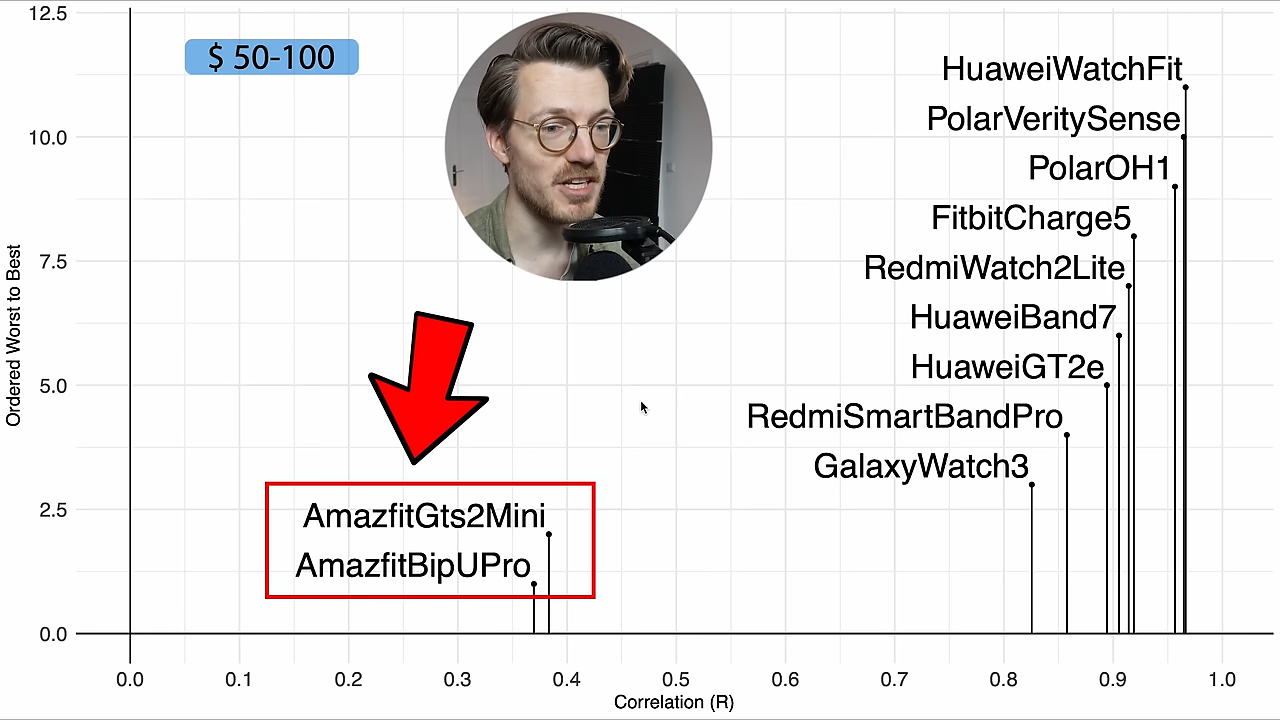 12.5
$ 50-100
HuaweiWatchFit
PolarVeritySense
10.0
PolarOH1
FitbitCharge5
7.5
RedmiWatch2Lite
HuaweiBand7
HuaweiGT2e
5.0
RedmiSmartBandPro
GalaxyWatch3
2.5
AmazfitGts2Mini
AmazfitBipUPro
0.0
Ordered Worst to Best
0.0 0.1 0.2 0.3 0.4 0.5 0.6 0.7 0.8 0.9 1.0
Correlation (R)